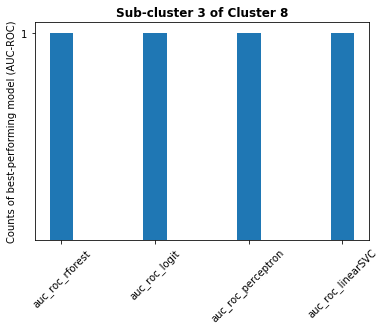 Sub-cluster 3 of Cluster 8
Counts of best-performing model (AUC-ROC)
1
auc_roc_rforest
auc_roc_logit
auc_roc_perceptron
auc_roc_linearSVC